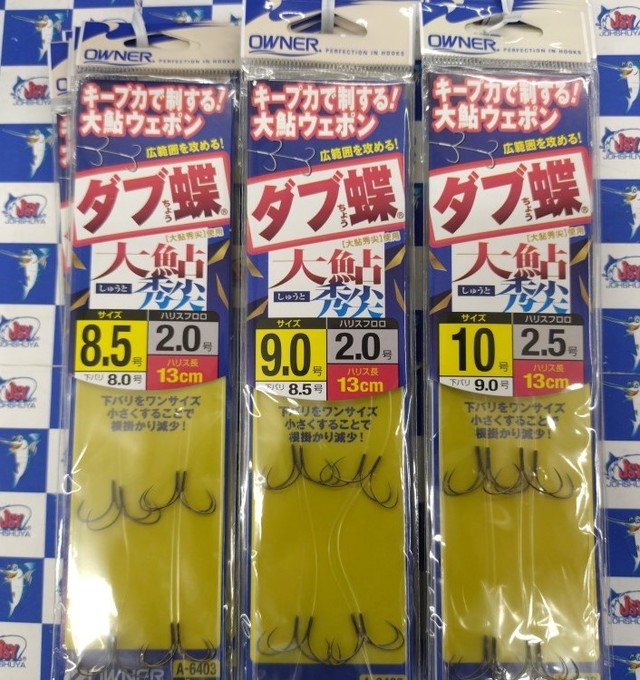 OWNER
PERFECTION IN HOOKS
キープ力で制する!
大鮎ウェポン
広範囲を攻める!
ダブ蝶®
ちょう
[大鮎秀尖]使用
大鮎
秀尖
しゅうと
サイズ
8.5号
下バリ 8.0号
ハリスフロロ
2.0号
ハリス長
13cm
下バリをワンサイズ
小さくすることで
根掛かり減少!
OWNER
A-6403
OWNER
PERFECTION IN HOOKS
キープ力で制する!
大鮎ウェポン
広範囲を攻める!
ダブ蝶®
ちょう
[大鮎秀尖]使用
大鮎
秀尖
しゅうと
サイズ
9.0号
下バリ 8.5号
ハリスフロロ
2.0号
ハリス長
13cm
下バリをワンサイズ
小さくすることで
根掛かり減少!
OWNER
OWNER
PERFECTION IN HOOKS
キープ力で制する!
大鮎ウェポン
広範囲を攻める!
ダブ蝶®
ちょう
[大鮎秀尖]使用
大鮎
秀尖
しゅうと
サイズ
10号
下バリ 9.0号
ハリスフロロ
2.5号
ハリス長
13cm
下バリをワンサイズ
小さくすることで
根掛かり減少!
OWNER
JOHSHUYA